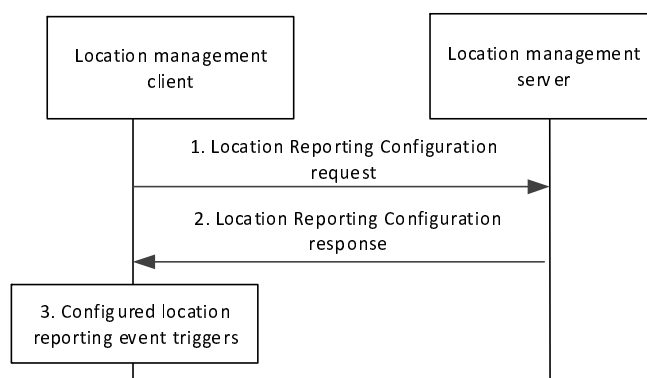 Location management
client
Location management
server
1. Location Reporting Configuration
request
2. Location Reporting Configuration
response
3. Configured location
reporting event triggers